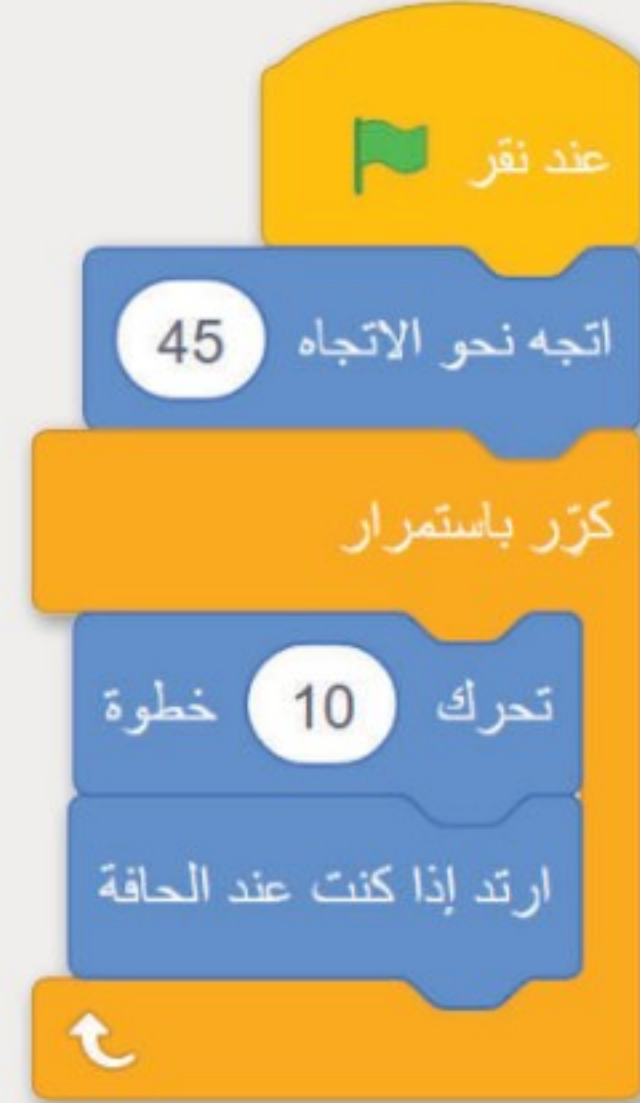 عند نقر
اتجه نحو الاتجاه 45
كرّر باستمرار
تحرك 10 خطوة
ارتد إذا كنت عند الحافة